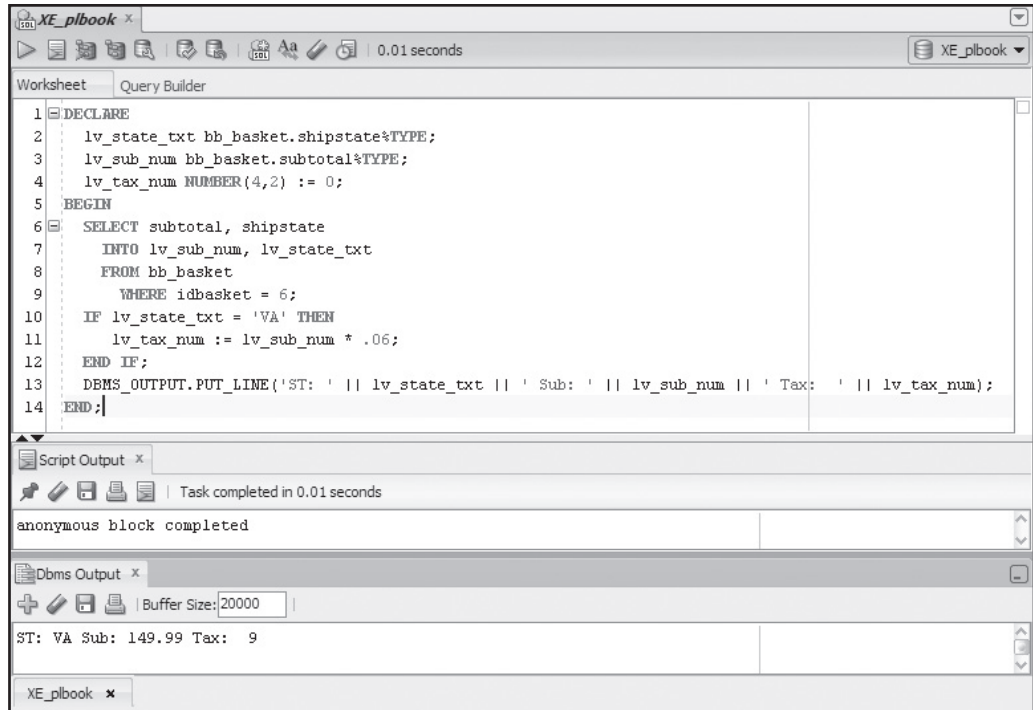 XE_plbook x
0.01 seconds
XE_plbook
Worksheet Query Builder
1 DECLARE
2 lv_state_txt bb_basket.shipstate%TYPE;
3 lv_sub_num bb_basket.subtotal%TYPE;
4 lv_tax_num NUMBER(4,2) := 0;
5 BEGIN
6 SELECT subtotal, shipstate
7 INTO lv_sub_num, lv_state_txt
8 FROM bb_basket
9 WHERE idbasket = 6;
10 IF lv_state_txt = 'VA' THEN
11 lv_tax_num := lv_sub_num * .06;
12 END IF;
13 DBMS_OUTPUT.PUT_LINE('ST: ' || lv_state_txt || ' Sub: ' || lv_sub_num || ' Tax:  ' || lv_tax_num);
14 END;
Script Output x
Task completed in 0.01 seconds
anonymous block completed
Dbms Output x
Buffer Size: 20000
ST: VA Sub: 149.99 Tax:  9
XE_plbook x